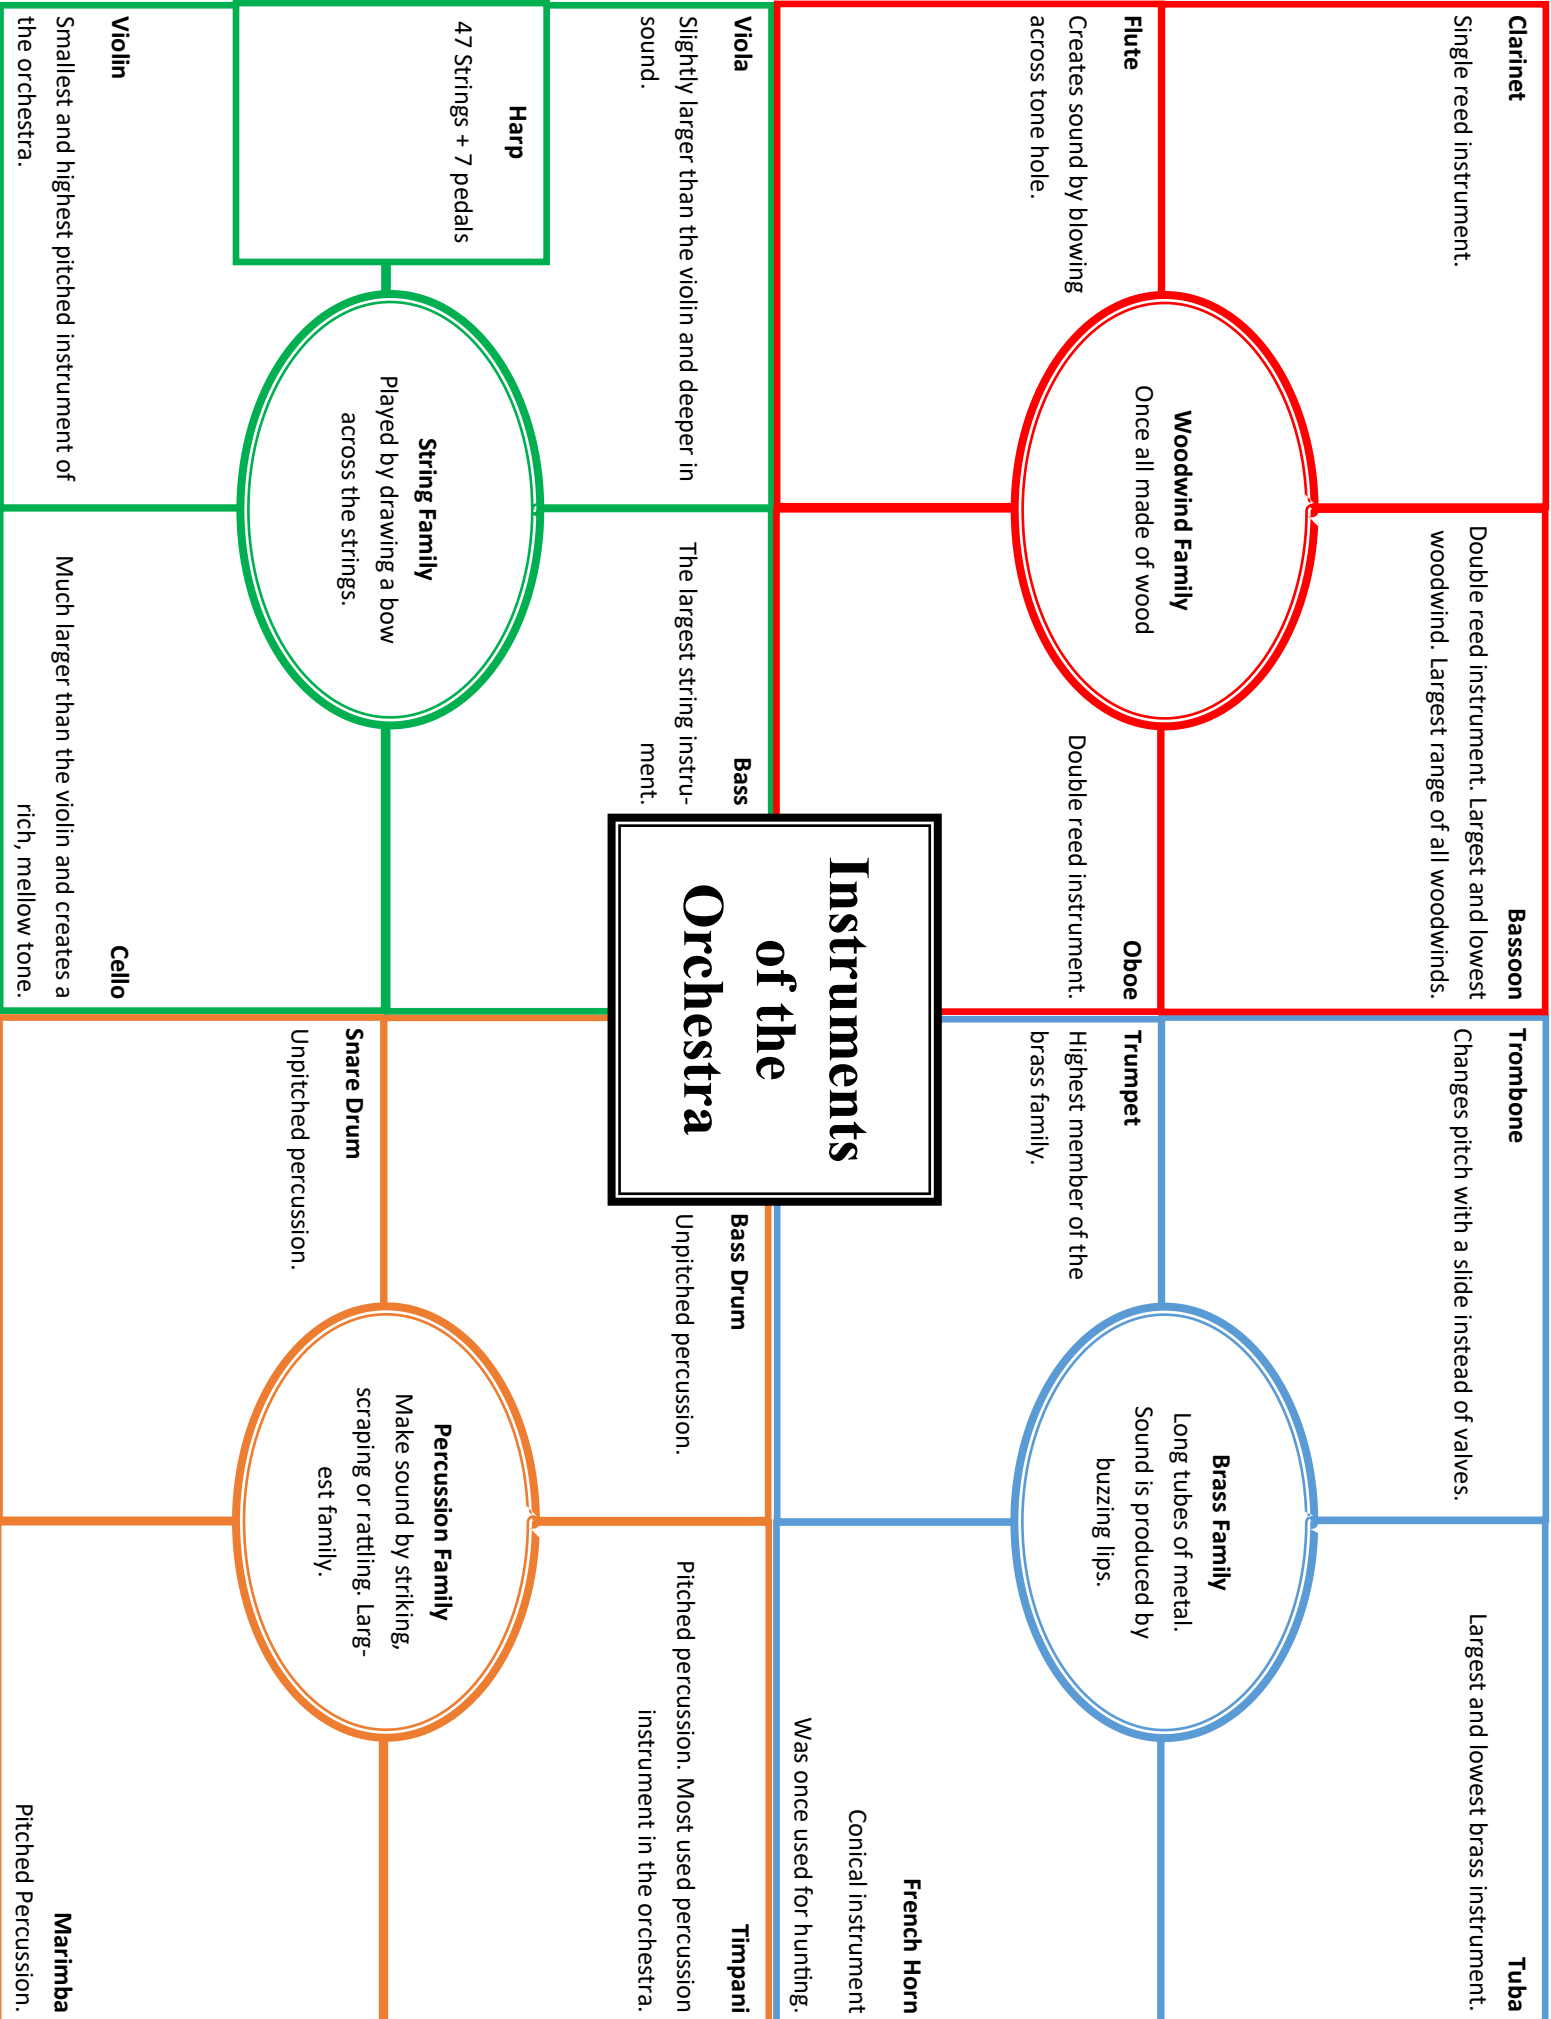 Clarinet
Single reed instrument.
Bassoon
Double reed instrument. Largest and lowest
woodwind. Largest range of all woodwinds.
Woodwind Family
Once all made of wood
Flute
Creates sound by blowing
across tone hole.
Oboe
Double reed instrument.
Trombone
Changes pitch with a slide instead of valves.
Tuba
Largest and lowest brass instrument.
Brass Family
Long tubes of metal.
Sound is produced by
buzzing lips.
Trumpet
Highest member of the
brass family.
French Horn
Conical instrument
Was once used for hunting.
Instruments
of the
Orchestra
Viola
Slightly larger than the violin and deeper in
sound.
Bass
The largest string instru-
ment.
Harp
47 Strings + 7 pedals
String Family
Played by drawing a bow
across the strings.
Violin
Smallest and highest pitched instrument of
the orchestra.
Cello
Much larger than the violin and creates a
rich, mellow tone.
Bass Drum
Unpitched percussion.
Timpani
Pitched percussion. Most used percussion
instrument in the orchestra.
Percussion Family
Make sound by striking,
scraping or rattling. Larg-
est family.
Snare Drum
Unpitched percussion.
Marimba
Pitched Percussion.